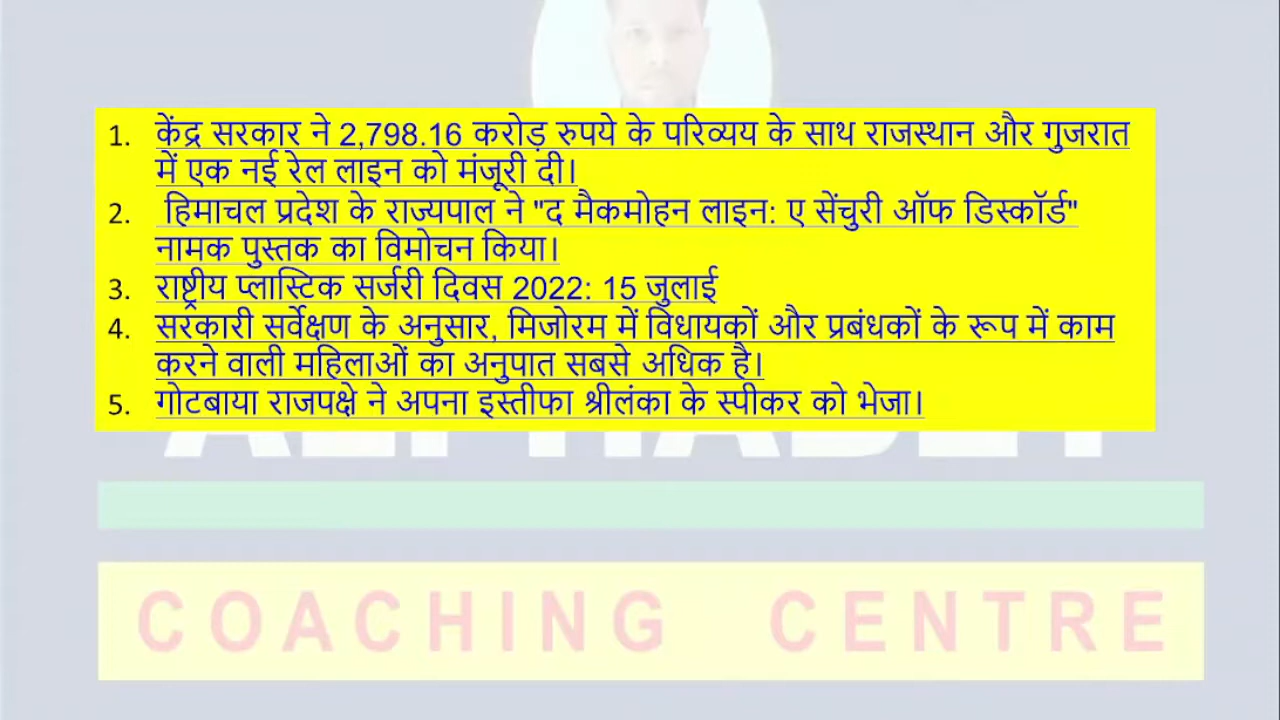 1. केंद्र सरकार ने 2,798.16 करोड़ रुपये के परिव्यय के साथ राजस्थान और गुजरात
में एक नई रेल लाइन को मंजूरी दी।
2. हिमाचल प्रदेश के राज्यपाल ने "द मैकमोहन लाइन: ए सेंचुरी ऑफ डिस्कॉर्ड"
नामक पुस्तक का विमोचन किया।
3. राष्ट्रीय प्लास्टिक सर्जरी दिवस 2022: 15 जुलाई
4. सरकारी सर्वेक्षण के अनुसार, मिजोरम में विधायकों और प्रबंधकों के रूप में काम
करने वाली महिलाओं का अनुपात सबसे अधिक है।
5. गोटबाया राजपक्षे ने अपना इस्तीफा श्रीलंका के स्पीकर को भेजा।
ALPHABET
COACHING CENTRE